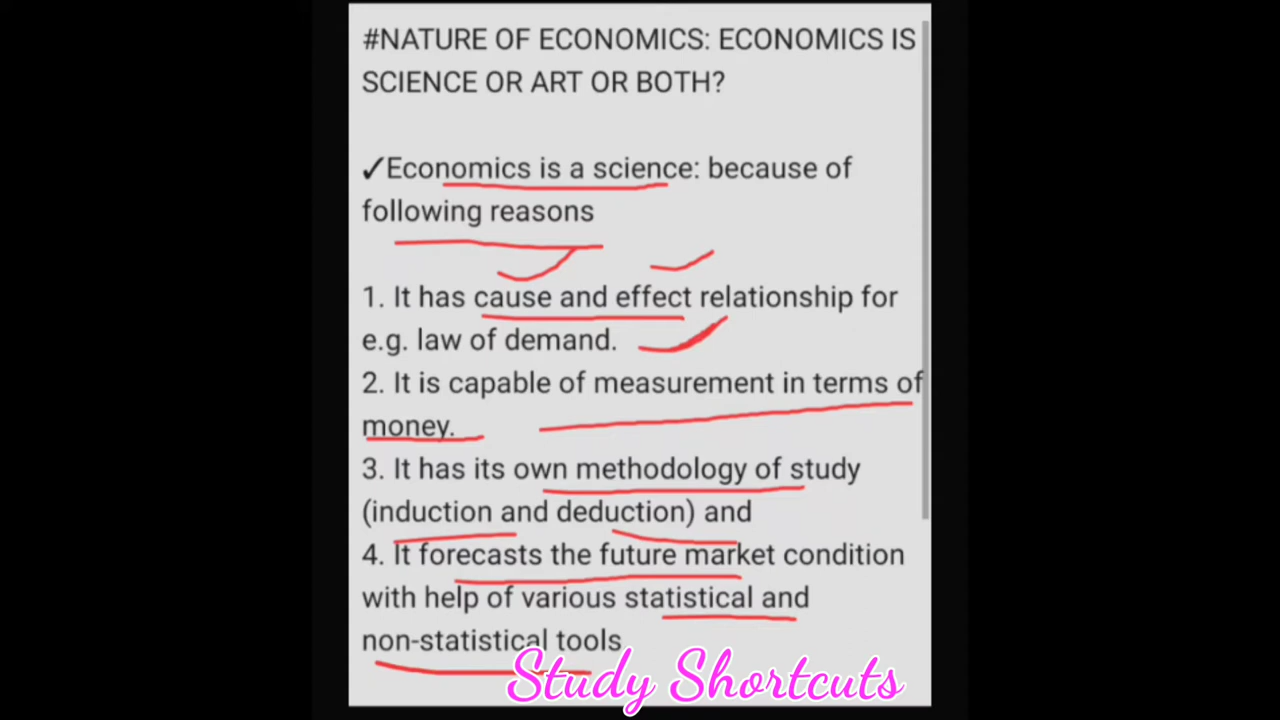 #NATURE OF ECONOMICS: ECONOMICS IS
SCIENCE OR ART OR BOTH?
✓Economics is a science: because of
following reasons
1. It has cause and effect relationship for
e.g. law of demand.
2. It is capable of measurement in terms of
money.
3. It has its own methodology of study
(induction and deduction) and
4. It forecasts the future market condition
with help of various statistical and
non-statistical tools
Study Shortcuts